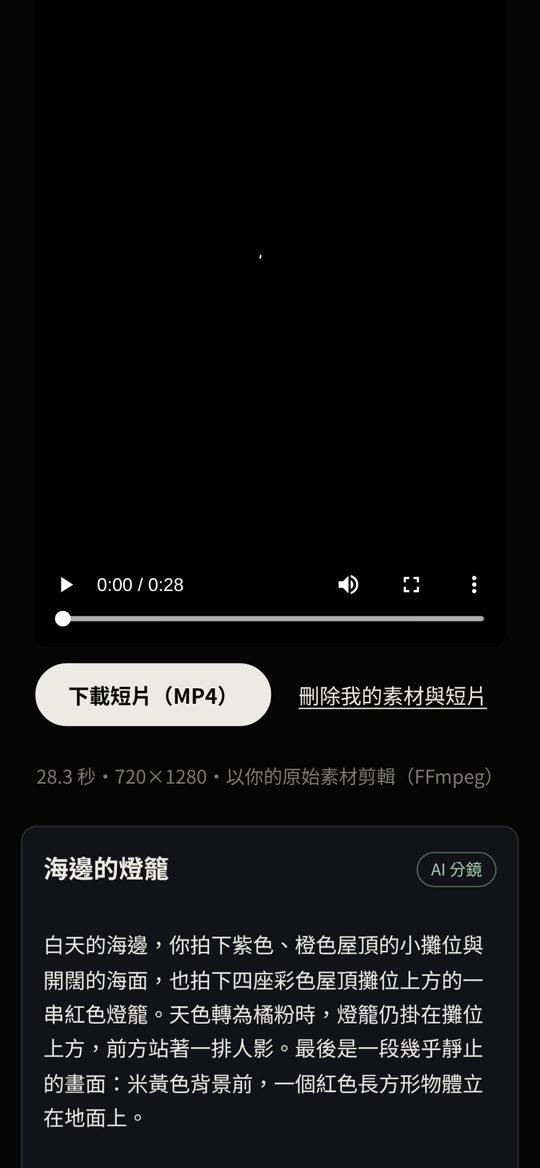 0:00 / 0:28
下載短片（MP4）
刪除我的素材與短片
28.3 秒・720×1280・以你的原始素材剪輯（FFmpeg）
海邊的燈籠
AI 分鏡
白天的海邊，你拍下紫色、橙色屋頂的小攤位與
開闊的海面，也拍下四座彩色屋頂攤位上方的一
串紅色燈籠。天色轉為橘粉時，燈籠仍掛在攤位
上方，前方站著一排人影。最後是一段幾乎靜止
的畫面：米黃色背景前，一個紅色長方形物體立
在地面上。